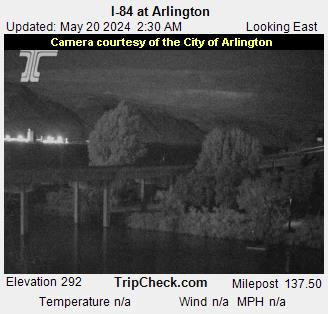 I-84 at Arlington
Updated: May 20 2024 2:30 AM Looking East
Camera courtesy of the City of Arlington
Elevation 292 TripCheck.com Milepost 137.50
Temperature n/a Wind n/a MPH n/a